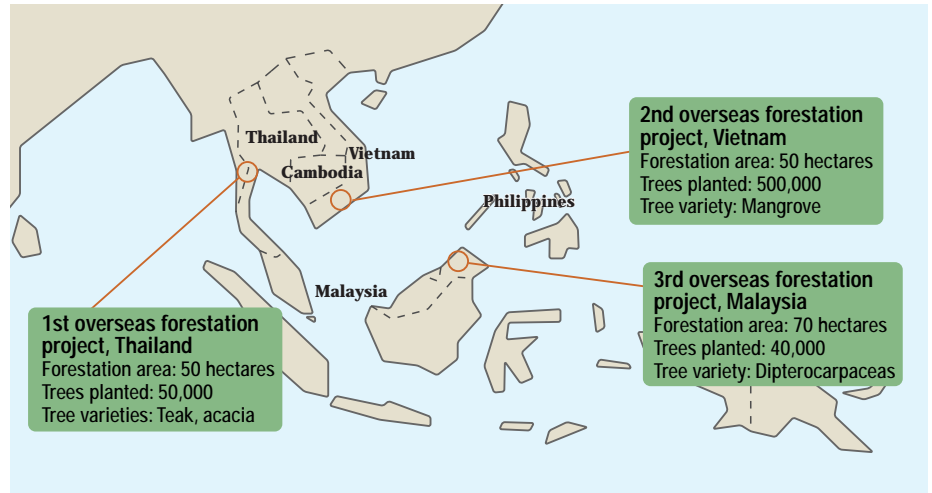 Thailand
Vietnam
Cambodia
Philippines
Malaysia
2nd overseas forestation
project, Vietnam
Forestation area: 50 hectares
Trees planted: 500,000
Tree variety: Mangrove
3rd overseas forestation
project, Malaysia
Forestation area: 70 hectares
Trees planted: 40,000
Tree variety: Dipterocarpaceas
1st overseas forestation
project, Thailand
Forestation area: 50 hectares
Trees planted: 50,000
Tree varieties: Teak, acacia